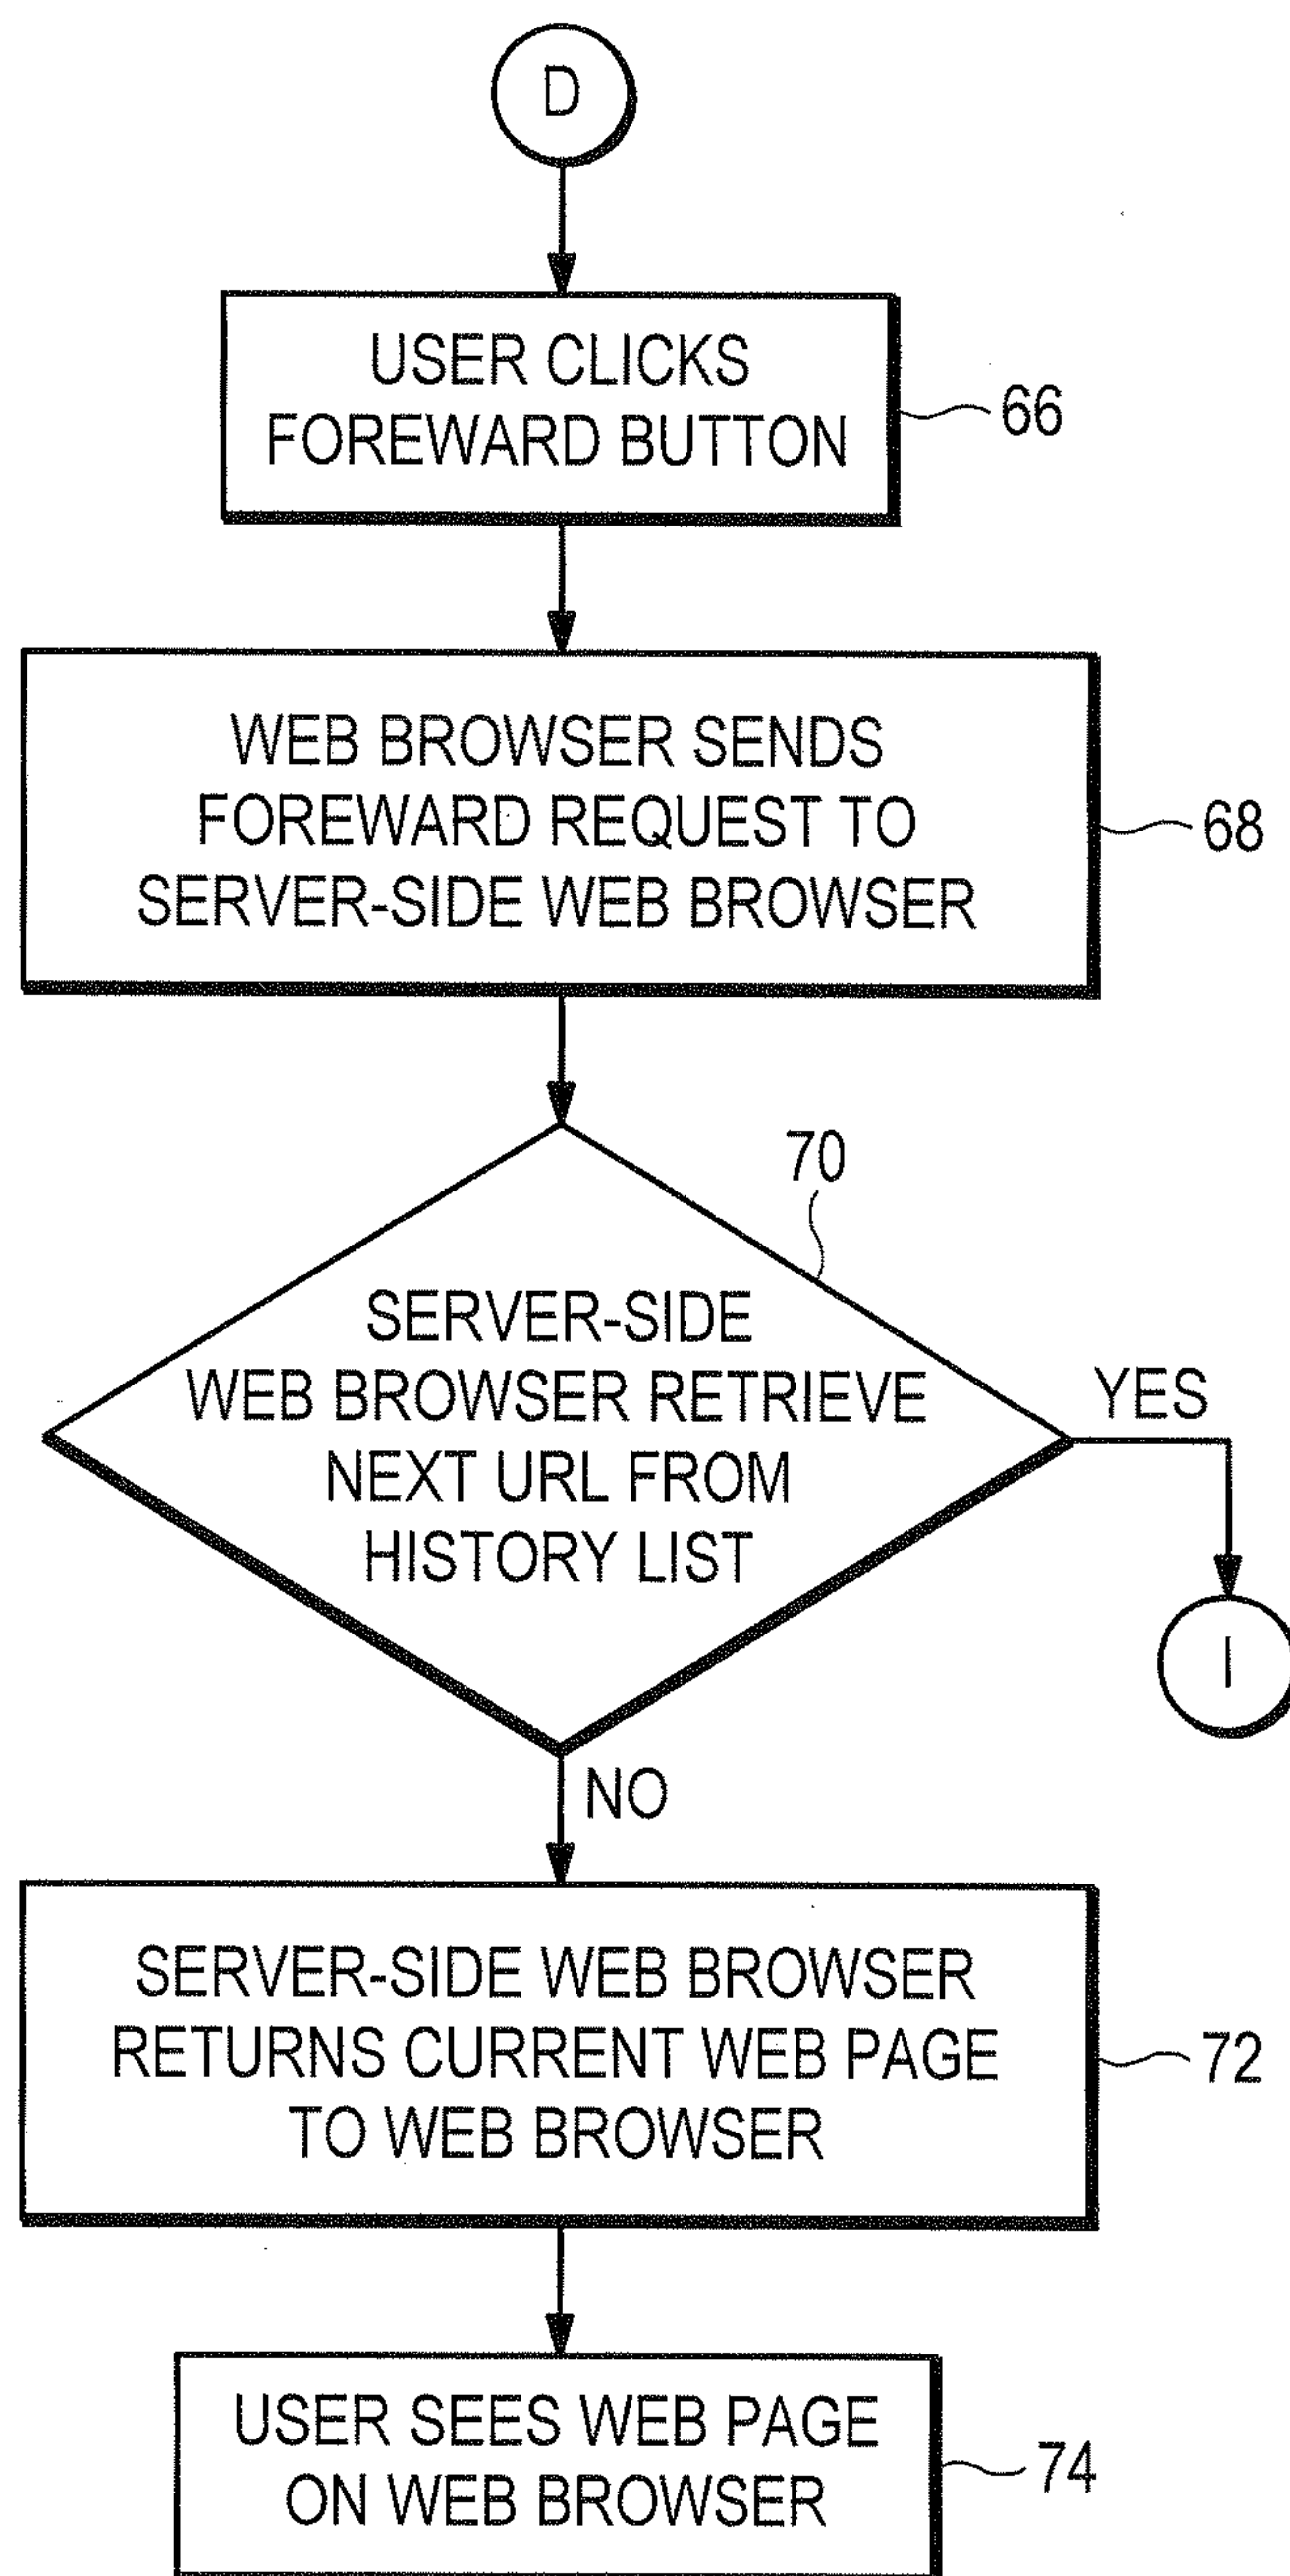 D
USER CLICKS
FOREWARD BUTTON
66
WEB BROWSER SENDS
FOREWARD REQUEST TO
SERVER-SIDE WEB BROWSER
68
70
SERVER-SIDE
WEB BROWSER RETRIEVE
NEXT URL FROM
HISTORY LIST
YES
I
NO
SERVER-SIDE WEB BROWSER
RETURNS CURRENT WEB PAGE
TO WEB BROWSER
72
USER SEES WEB PAGE
ON WEB BROWSER
74